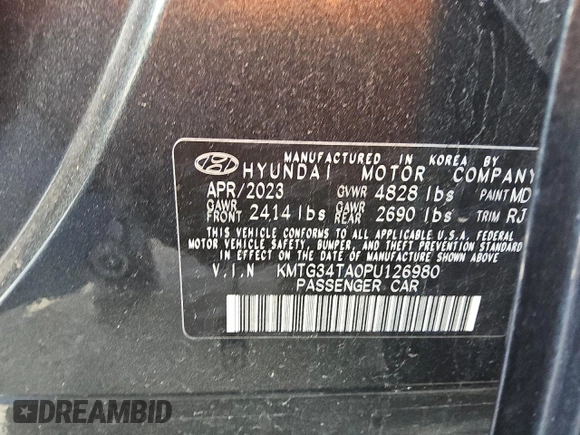 MANUFACTURED IN KOREA BY
HYUNDAI MOTOR COMPANY
APR/2023 GVWR 4828 lbs PAINT MD
GAWR FRONT 2414 lbs GAWR REAR 2690 lbs TRIM RJ
THIS VEHICLE CONFORMS TO ALL APPLICABLE U.S.A. FEDERAL
MOTOR VEHICLE SAFETY, BUMPER, AND THEFT PREVENTION STANDARDS
IN EFFECT ON THE DATE OF MANUFACTURE SHOWN ABOVE.
V.I.N KMTG34TA0PU126980
PASSENGER CAR
DREAMBID